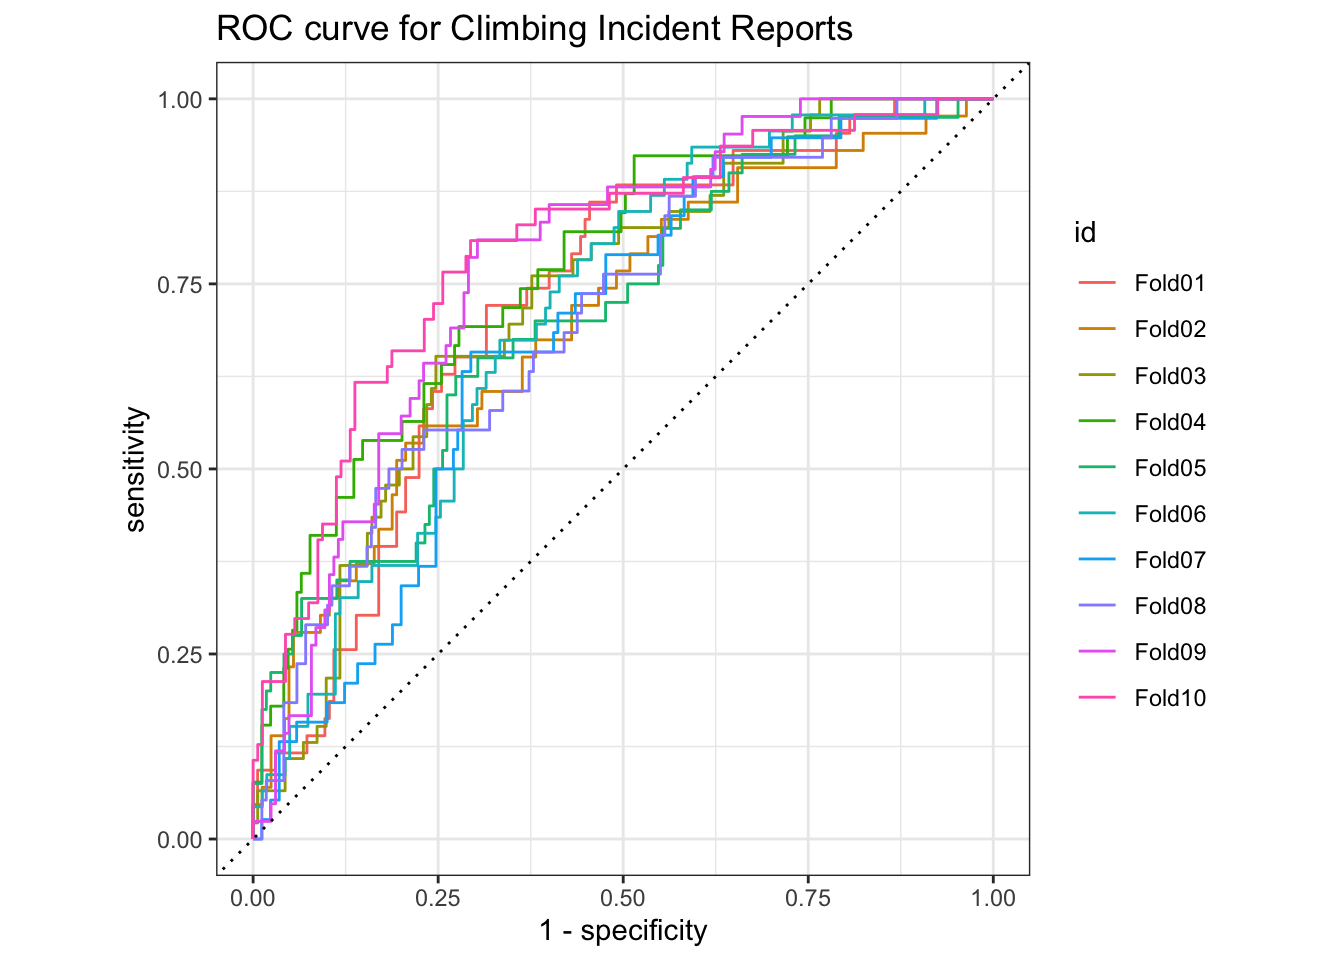 ROC curve for Climbing Incident Reports
1.00
0.75
0.50
0.25
0.00
sensitivity
0.00 0.25 0.50 0.75 1.00
1 - specificity
id
Fold01
Fold02
Fold03
Fold04
Fold05
Fold06
Fold07
Fold08
Fold09
Fold10